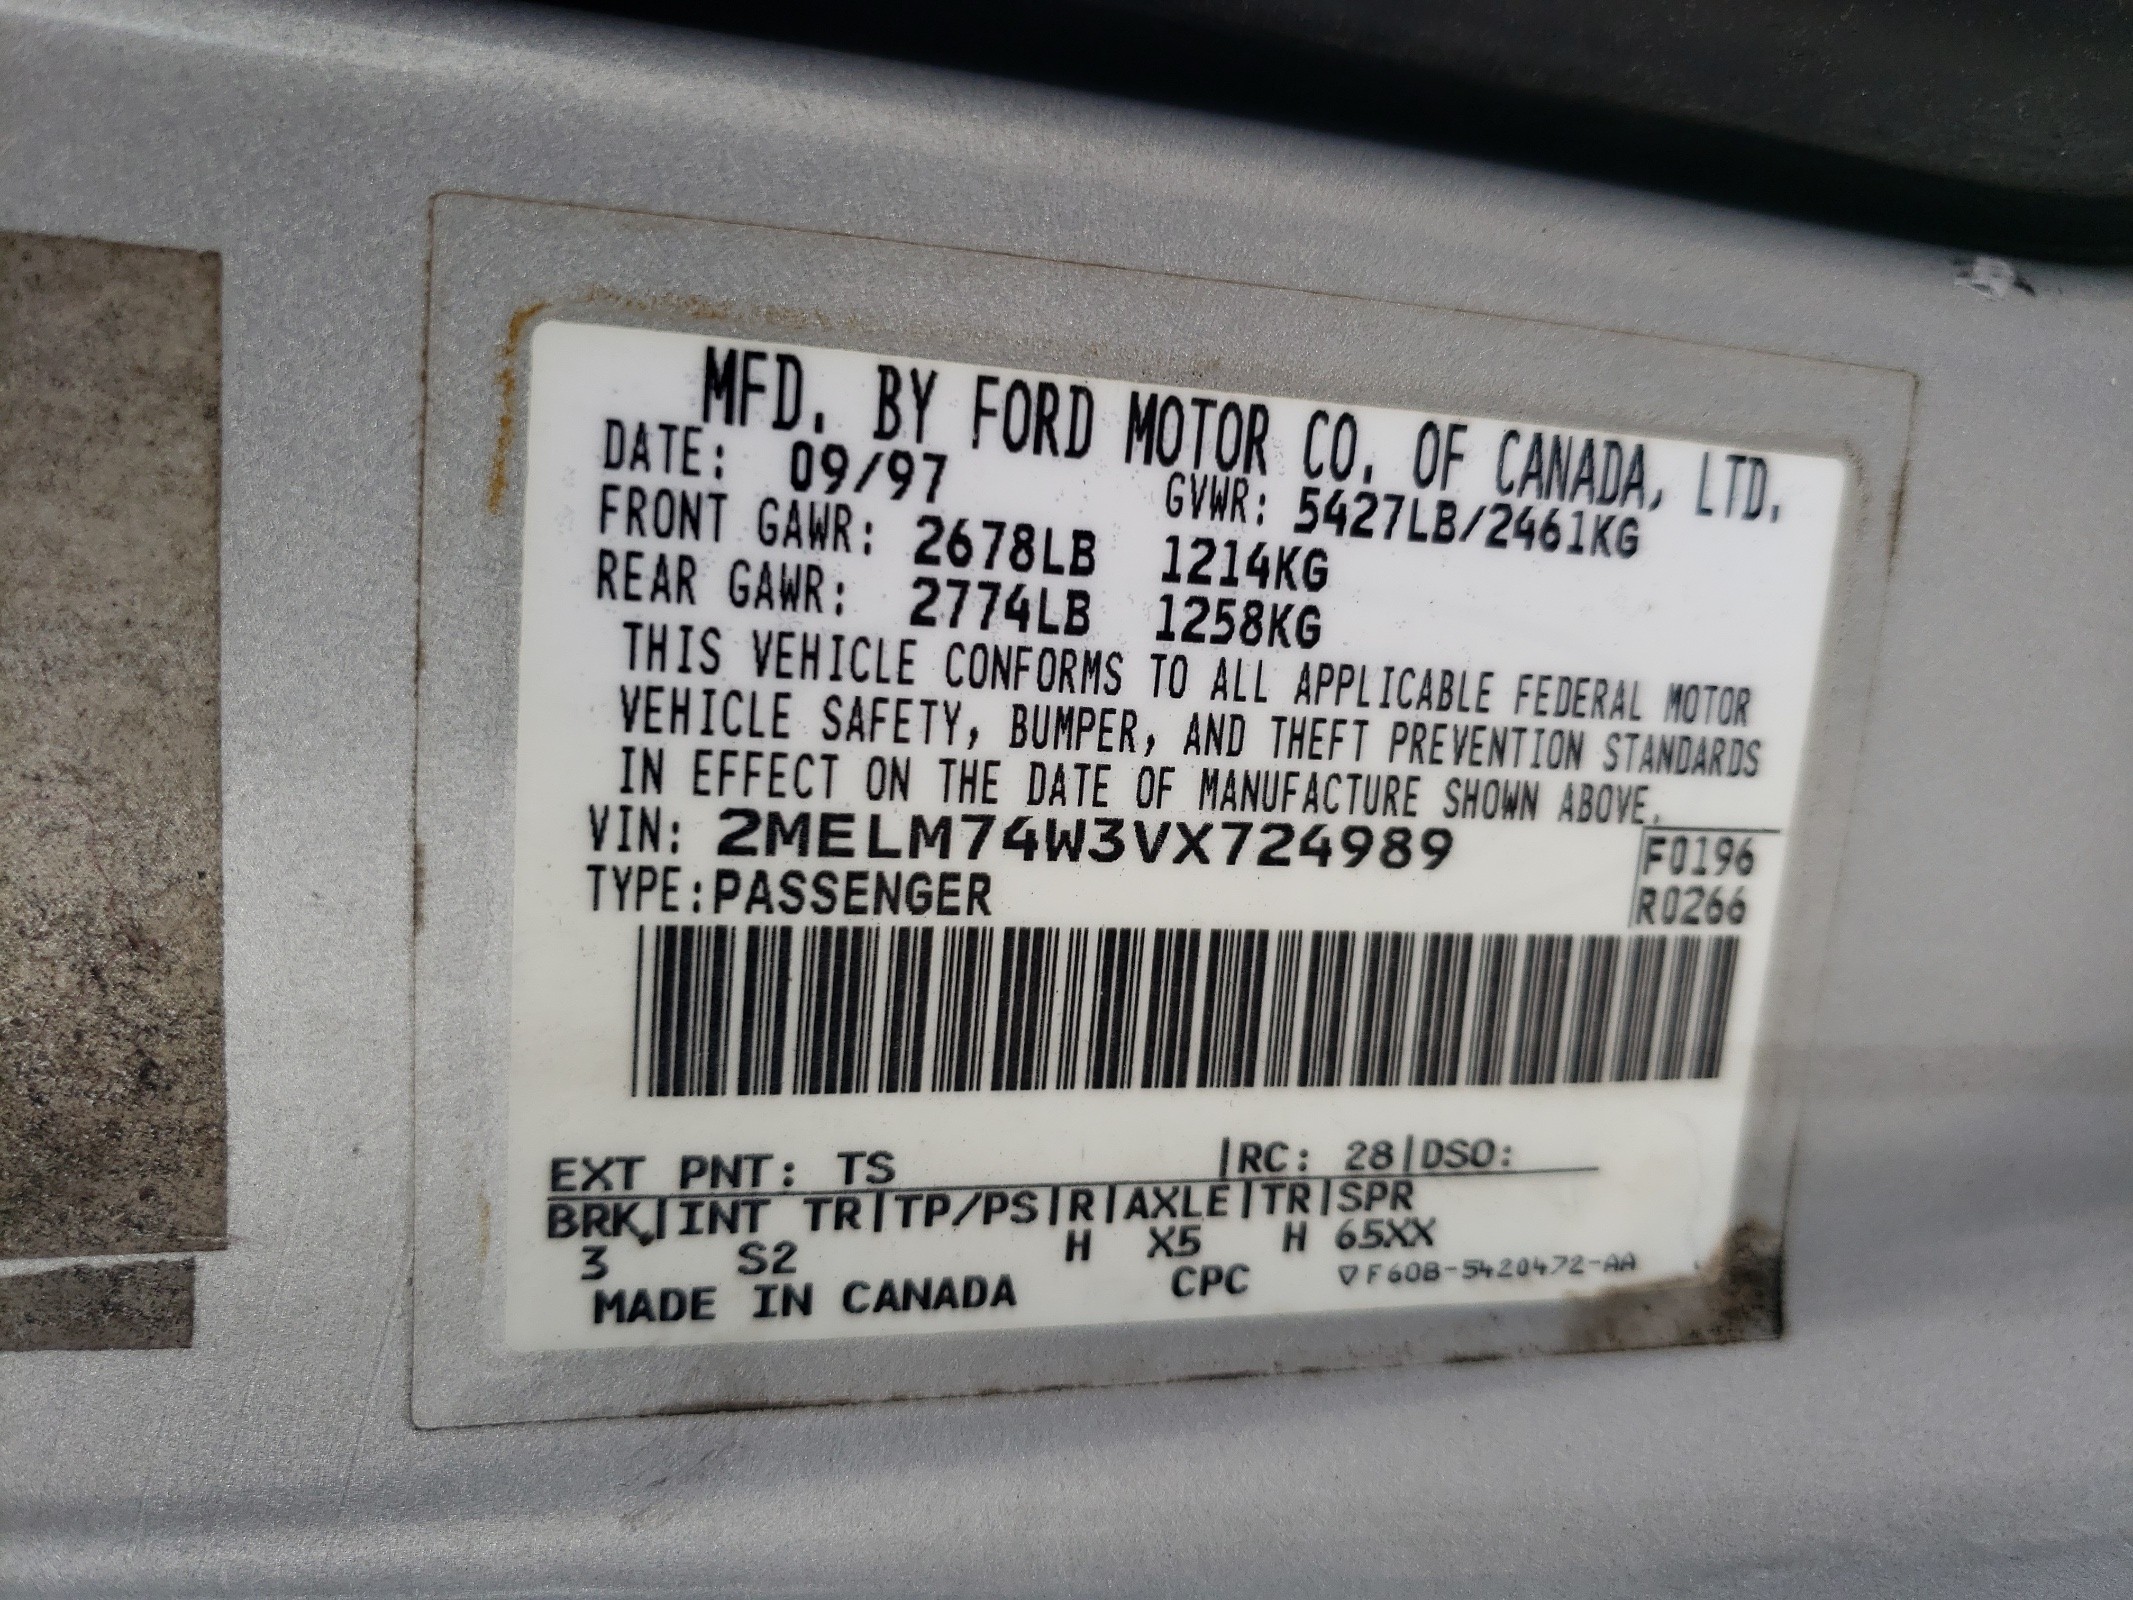 MFD. BY FORD MOTOR CO. OF CANADA, LTD.
DATE: 09/97 GVWR: 5427LB/2461KG
FRONT GAWR: 2678LB 1214KG
REAR GAWR: 2774LB 1258KG
THIS VEHICLE CONFORMS TO ALL APPLICABLE FEDERAL MOTOR
VEHICLE SAFETY, BUMPER, AND THEFT PREVENTION STANDARDS
IN EFFECT ON THE DATE OF MANUFACTURE SHOWN ABOVE.
VIN: 2MELM74W3VX724989 F0196
TYPE:PASSENGER R0266
EXT PNT: TS |RC: 28|DSO:
BRK|INT TR|TP/PS|R|AXLE|TR|SPR
3 S2 H X5 H 65XX
MADE IN CANADA CPC ▽F60B-5420472-AA